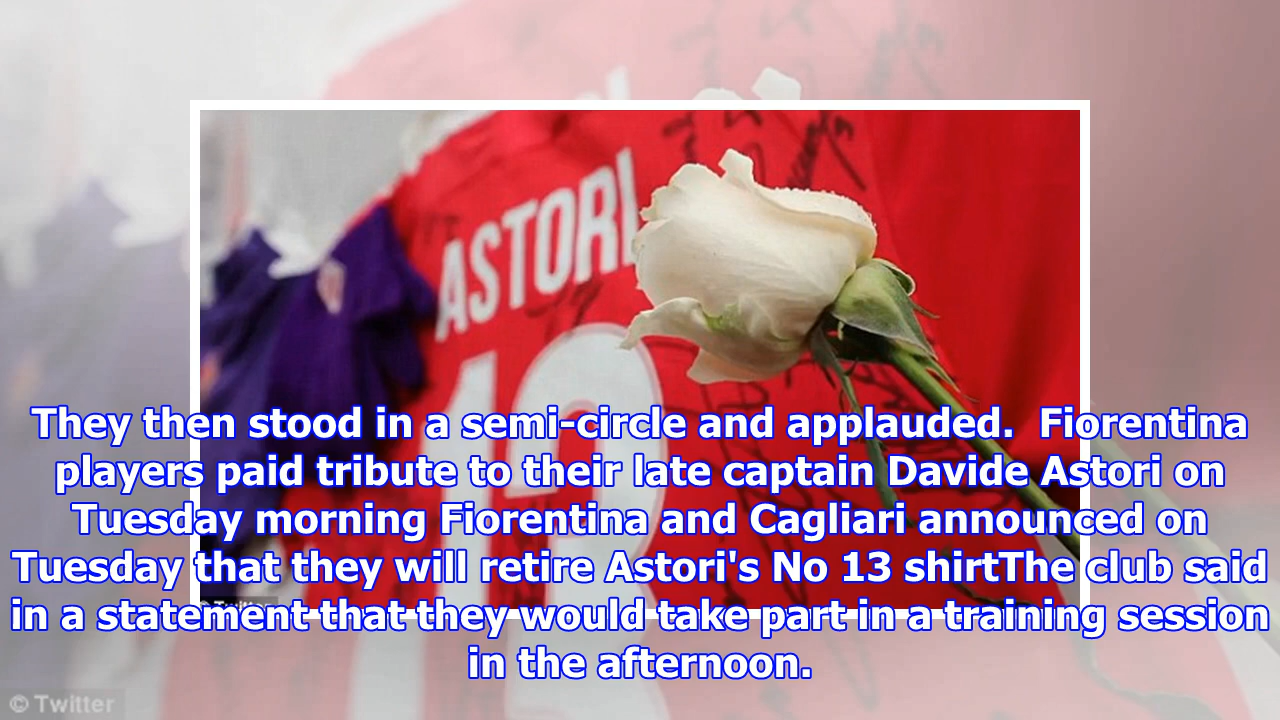 ASTORI
13
They then stood in a semi-circle and applauded.  Fiorentina
players paid tribute to their late captain Davide Astori on
Tuesday morning Fiorentina and Cagliari announced on
Tuesday that they will retire Astori's No 13 shirtThe club said
in a statement that they would take part in a training session
in the afternoon.
© Twitter
© Twitter